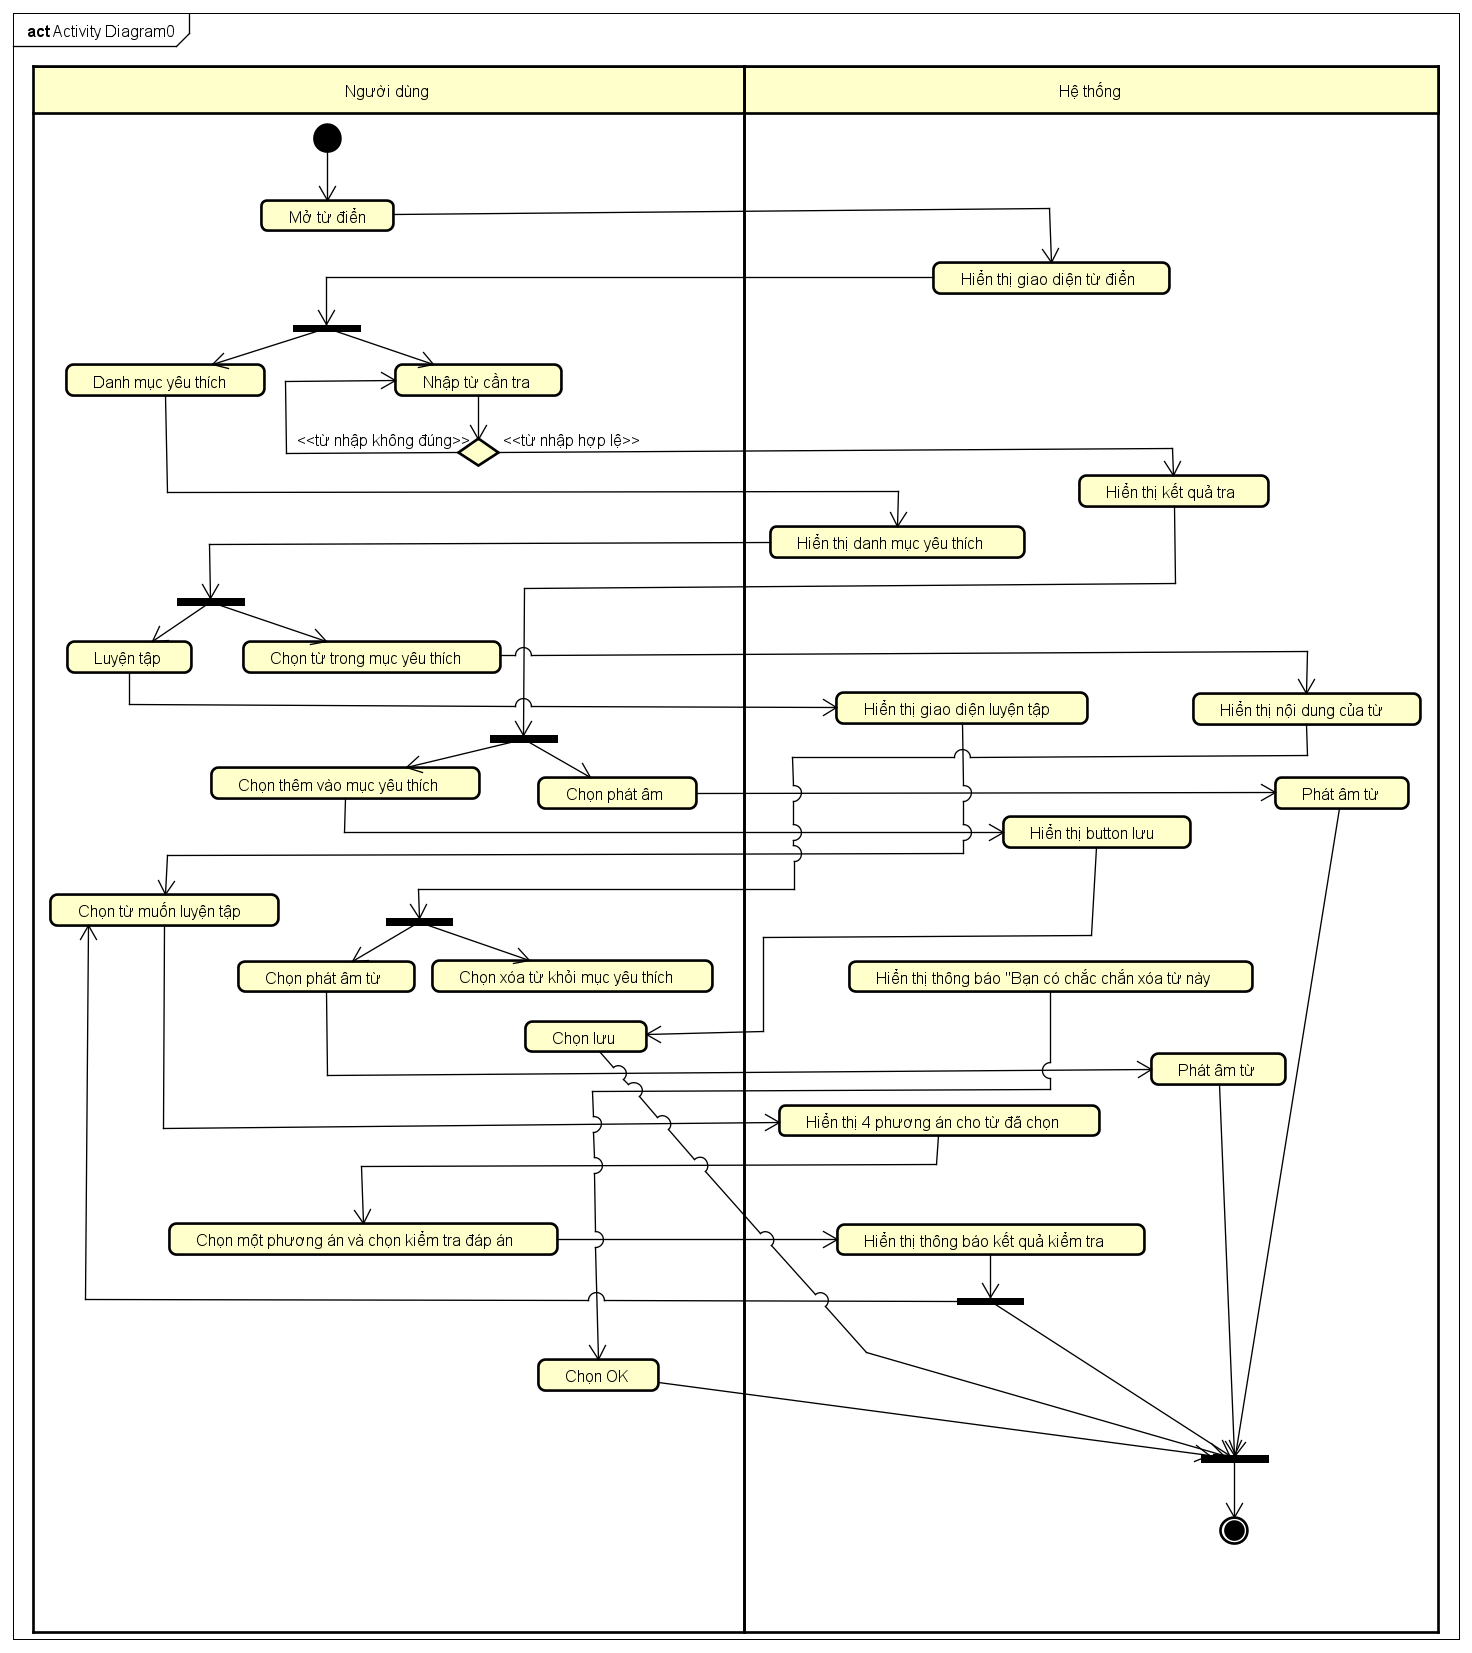 act Activity Diagram0
Người dùng
Hệ thống
Mở từ điển
Hiển thị giao diện từ điển
Danh mục yêu thích
Nhập từ cần tra
<<từ nhập không đúng>>
<<từ nhập hợp lệ>>
Hiển thị kết quả tra
Hiển thị danh mục yêu thích
Luyện tập
Chọn từ trong mục yêu thích
Hiển thị giao diện luyện tập
Hiển thị nội dung của từ
Chọn thêm vào mục yêu thích
Chọn phát âm
Phát âm từ
Hiển thị button lưu
Chọn từ muốn luyện tập
Chọn phát âm từ
Chọn xóa từ khỏi mục yêu thích
Hiển thị thông báo "Bạn có chắc chắn xóa từ này
Chọn lưu
Phát âm từ
Hiển thị 4 phương án cho từ đã chọn
Chọn một phương án và chọn kiểm tra đáp án
Hiển thị thông báo kết quả kiểm tra
Chọn OK